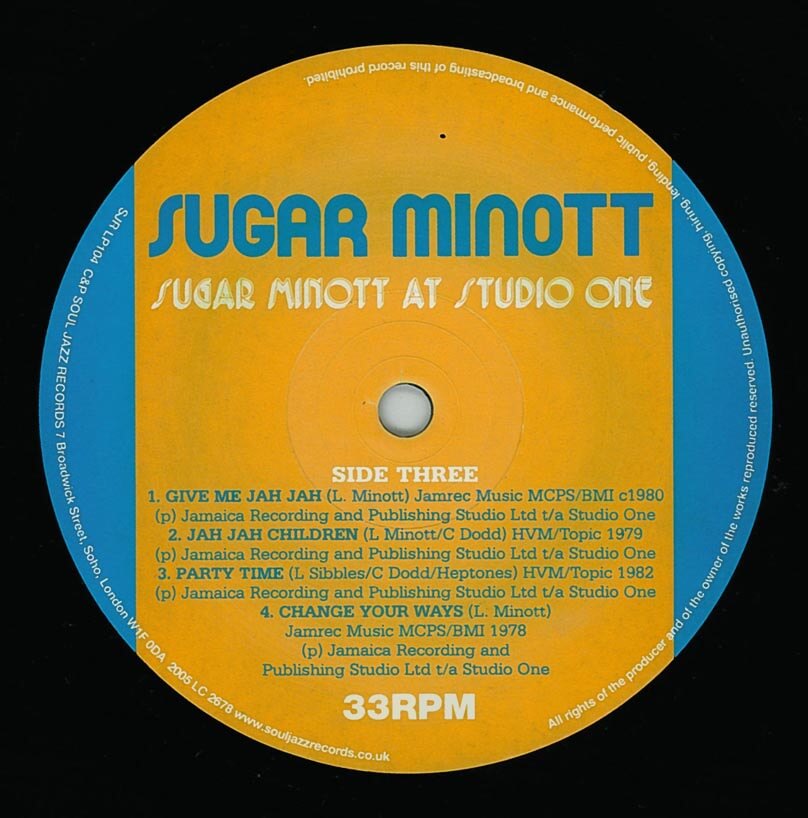 SUGAR MINOTT
SUGAR MINOTT AT STUDIO ONE
SIDE THREE
1. GIVE ME JAH JAH (L. Minott) Jamrec Music MCPS/BMI c1980
(p) Jamaica Recording and Publishing Studio Ltd t/a Studio One
2. JAH JAH CHILDREN (L Minott/C Dodd) HVM/Topic 1979
(p) Jamaica Recording and Publishing Studio Ltd t/a Studio One
3. PARTY TIME (L Sibbles/C Dodd/Heptones) HVM/Topic 1982
(p) Jamaica Recording and Publishing Studio Ltd t/a Studio One
4. CHANGE YOUR WAYS (L. Minott)
Jamrec Music MCPS/BMI 1978
(p) Jamaica Recording and
Publishing Studio Ltd t/a Studio One
33RPM
SJR LP104 C&P SOUL JAZZ RECORDS 7 Broadwick Street, Soho, London W1F 0DA 2005 LC 2678 www.souljazzrecords.co.uk
All rights of the producer and of the owner of the works reproduced reserved. Unauthorised copying, hiring, lending, public performance and broadcasting of this record prohibited.